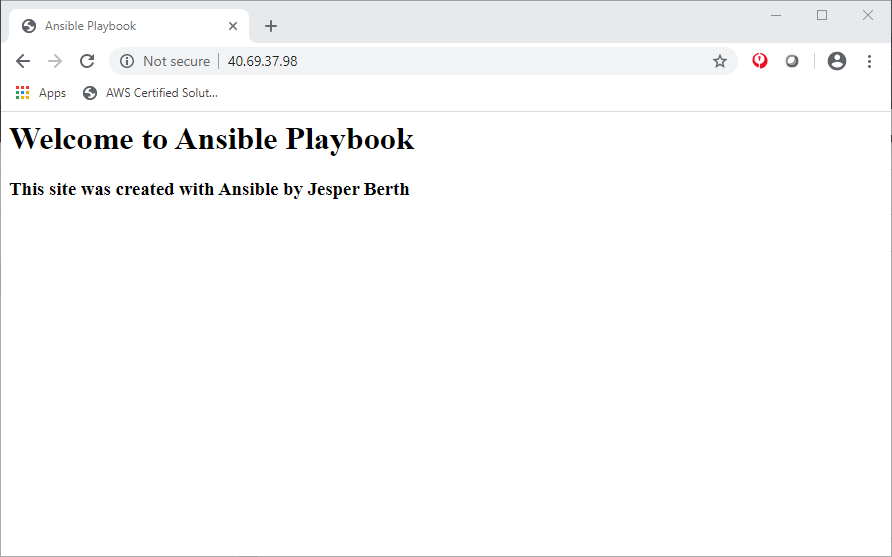 Ansible Playbook
Not secure | 40.69.37.98
Apps AWS Certified Solut...
Welcome to Ansible Playbook
This site was created with Ansible by Jesper Berth